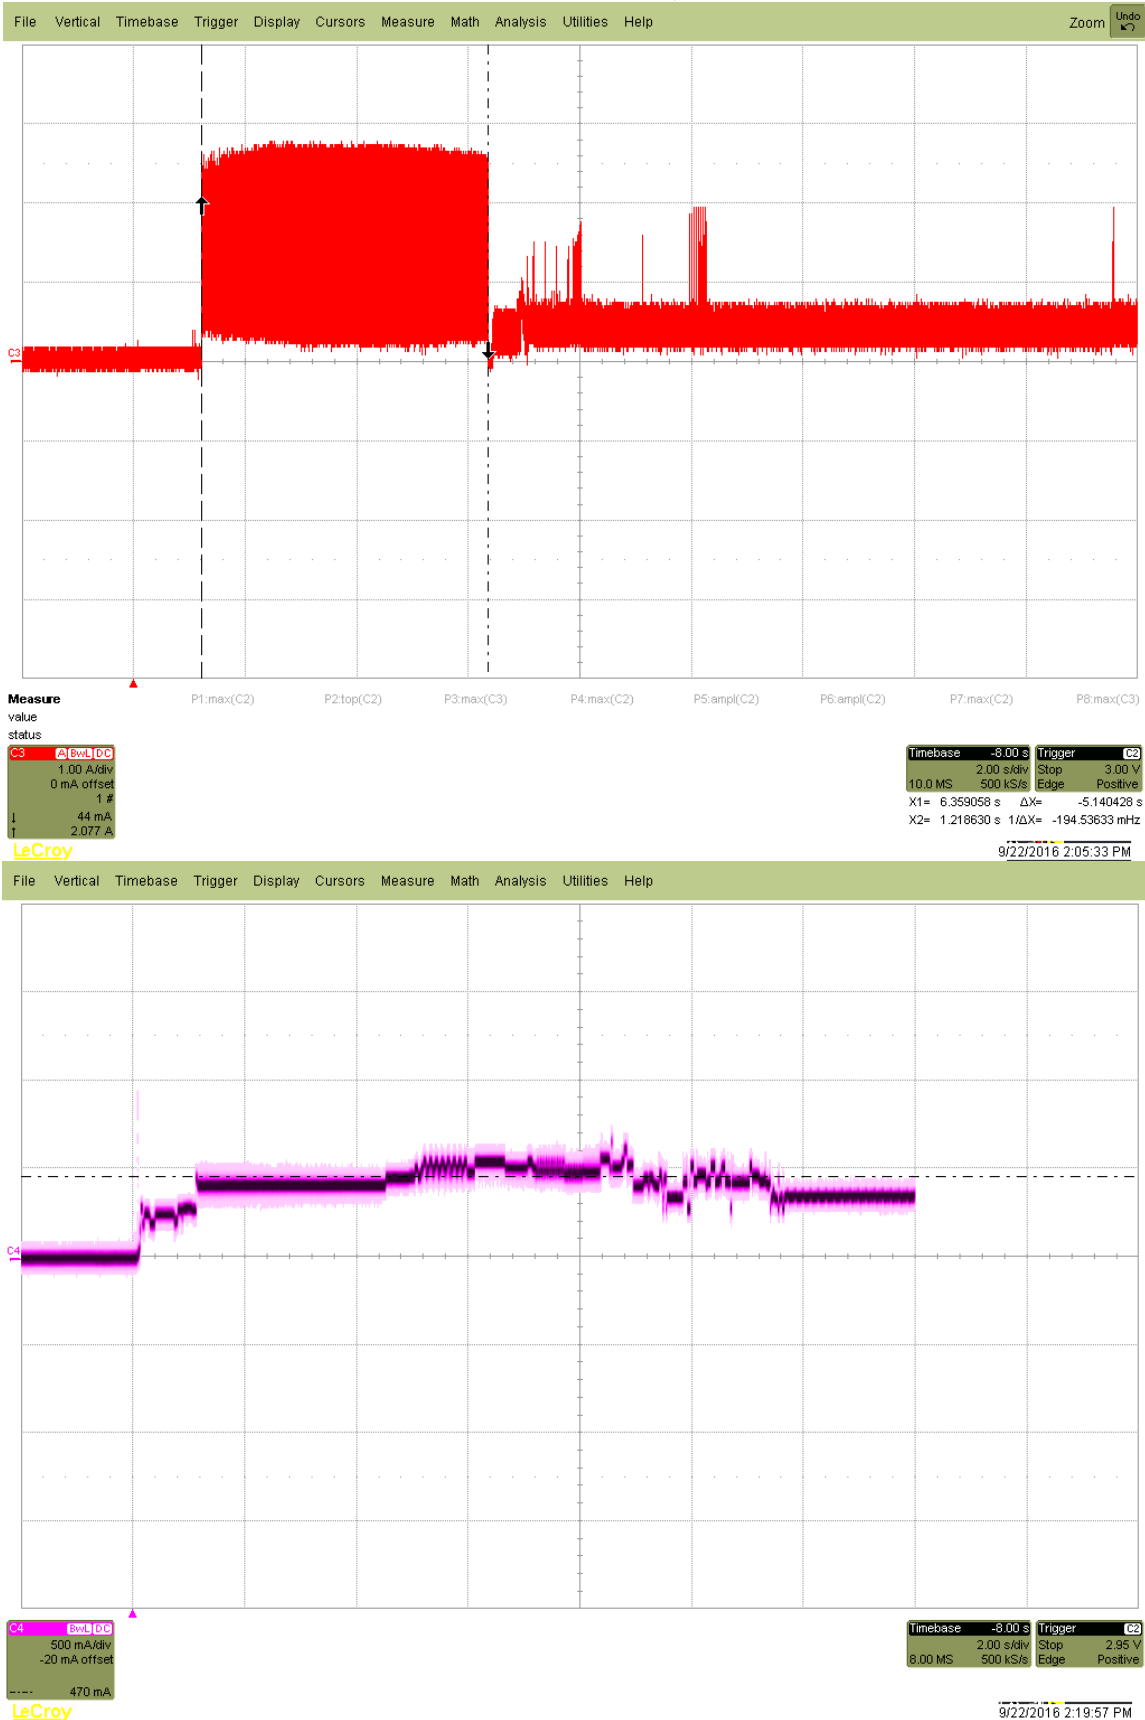 File Vertical Timebase Trigger Display Cursors Measure Math Analysis Utilities Help Zoom Undo
C3
Measure P1:max(C2) P2:top(C2) P3:max(C3) P4:max(C2) P5:ampl(C2) P6:ampl(C2) P7:max(C2) P8:max(C3)
value
status
C3 A BwL DC
1.00 A/div
0 mA offset
1 #
↓ 44 mA
↑ 2.077 A
LeCroy
Timebase -8.00 s Trigger C2
2.00 s/div Stop 3.00 V
10.0 MS 500 kS/s Edge Positive
X1= 6.359058 s ΔX= -5.140428 s
X2= 1.218630 s 1/ΔX= -194.53633 mHz
9/22/2016 2:05:33 PM
File Vertical Timebase Trigger Display Cursors Measure Math Analysis Utilities Help
C4
C4 BwL DC
500 mA/div
-20 mA offset
470 mA
LeCroy
Timebase -8.00 s Trigger C2
2.00 s/div Stop 2.95 V
8.00 MS 500 kS/s Edge Positive
9/22/2016 2:19:57 PM